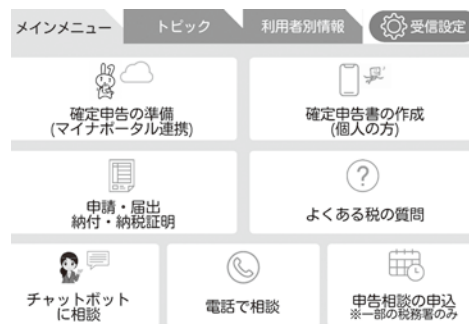 メインメニュー
トピック
利用者別情報
受信設定
確定申告の準備
(マイナポータル連携)
確定申告書の作成
(個人の方)
申請・届出
納付・納税証明
?
よくある税の質問
チャットボット
に相談
電話で相談
申告相談の申込
※一部の税務署のみ